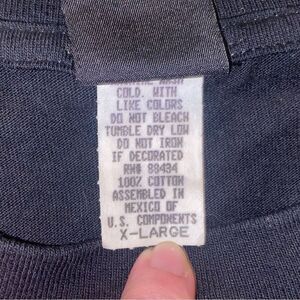 COLD. WITH
LIKE COLORS
DO NOT BLEACH
TUMBLE DRY LOW
DO NOT IRON
IF DECORATED
RN# 88434
100% COTTON
ASSEMBLED IN
MEXICO OF
U.S. COMPONENTS
X-LARGE